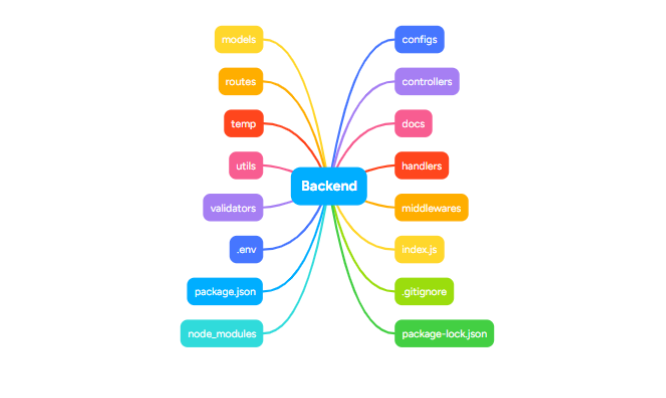 models
routes
temp
utils
validators
.env
package.json
node_modules
Backend
configs
controllers
docs
handlers
middlewares
index.js
.gitignore
package-lock.json